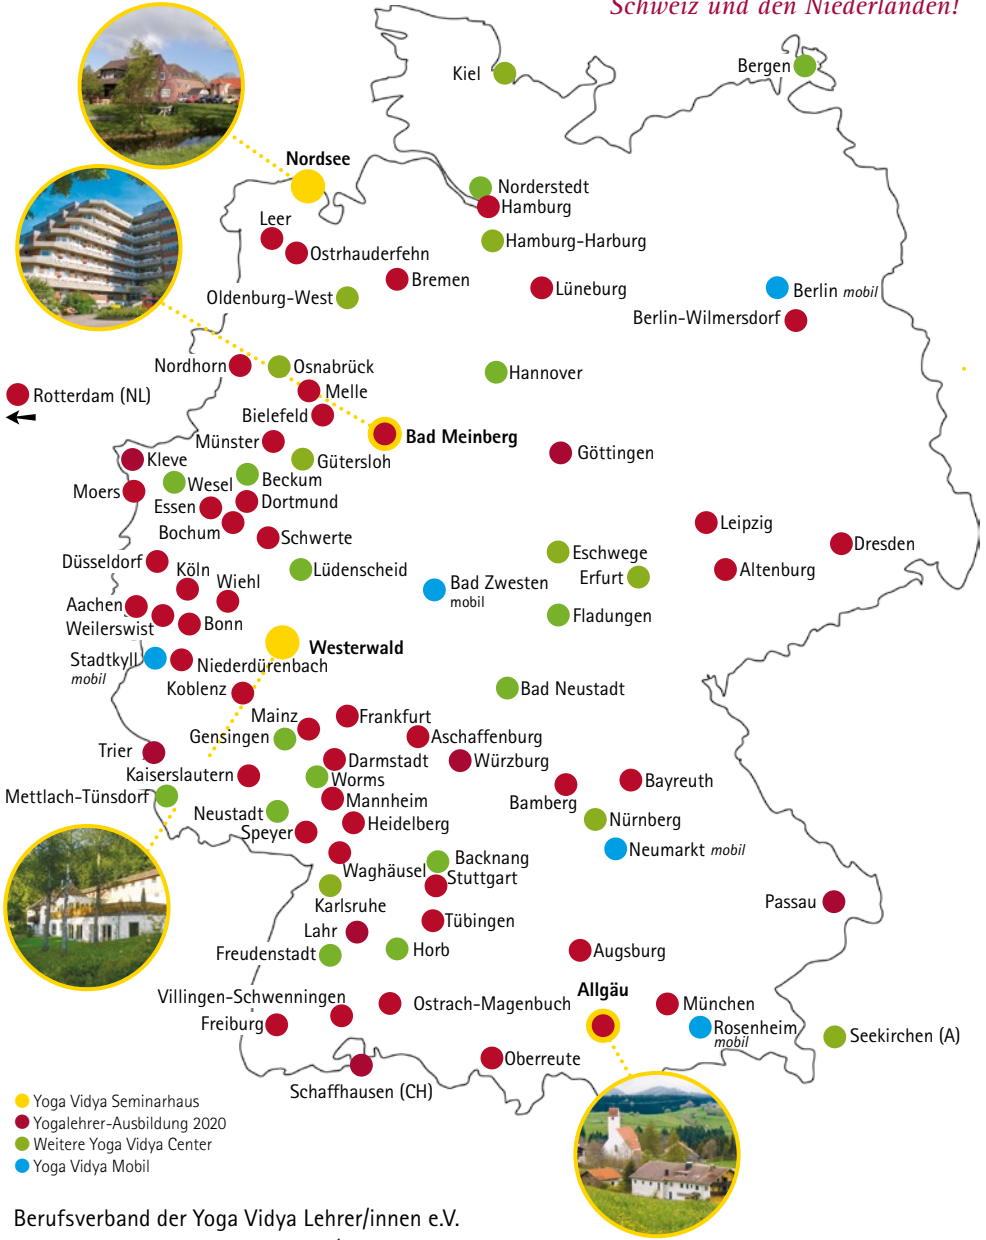 Schweiz und den Niederlanden!
Kiel
Bergen
Nordsee
Norderstedt
Hamburg
Leer
Ostrhauderfehn
Hamburg-Harburg
Bremen
Lüneburg
Oldenburg-West
Berlin mobil
Berlin-Wilmersdorf
Nordhorn
Osnabrück
Hannover
Melle
Rotterdam (NL)
Bielefeld
Bad Meinberg
Münster
Göttingen
Kleve
Gütersloh
Wesel
Beckum
Moers
Essen
Dortmund
Bochum
Leipzig
Schwerte
Dresden
Eschwege
Düsseldorf
Köln
Lüdenscheid
Erfurt
Altenburg
Wiehl
Bad Zwesten
mobil
Aachen
Fladungen
Weilerswist
Bonn
Westerwald
Stadtkyll
mobil
Niederdürenbach
Koblenz
Bad Neustadt
Mainz
Frankfurt
Gensingen
Aschaffenburg
Trier
Darmstadt
Würzburg
Kaiserslautern
Worms
Bayreuth
Mettlach-Tünsdorf
Mannheim
Bamberg
Neustadt
Heidelberg
Nürnberg
Speyer
Neumarkt mobil
Backnang
Waghäusel
Stuttgart
Karlsruhe
Passau
Tübingen
Lahr
Freudenstadt
Horb
Augsburg
Villingen-Schwenningen
Ostrach-Magenbuch
Allgäu
München
Freiburg
Rosenheim
mobil
Seekirchen (A)
Oberreute
Schaffhausen (CH)
Yoga Vidya Seminarhaus
Yogalehrer-Ausbildung 2020
Weitere Yoga Vidya Center
Yoga Vidya Mobil
Berufsverband der Yoga Vidya Lehrer/innen e.V.